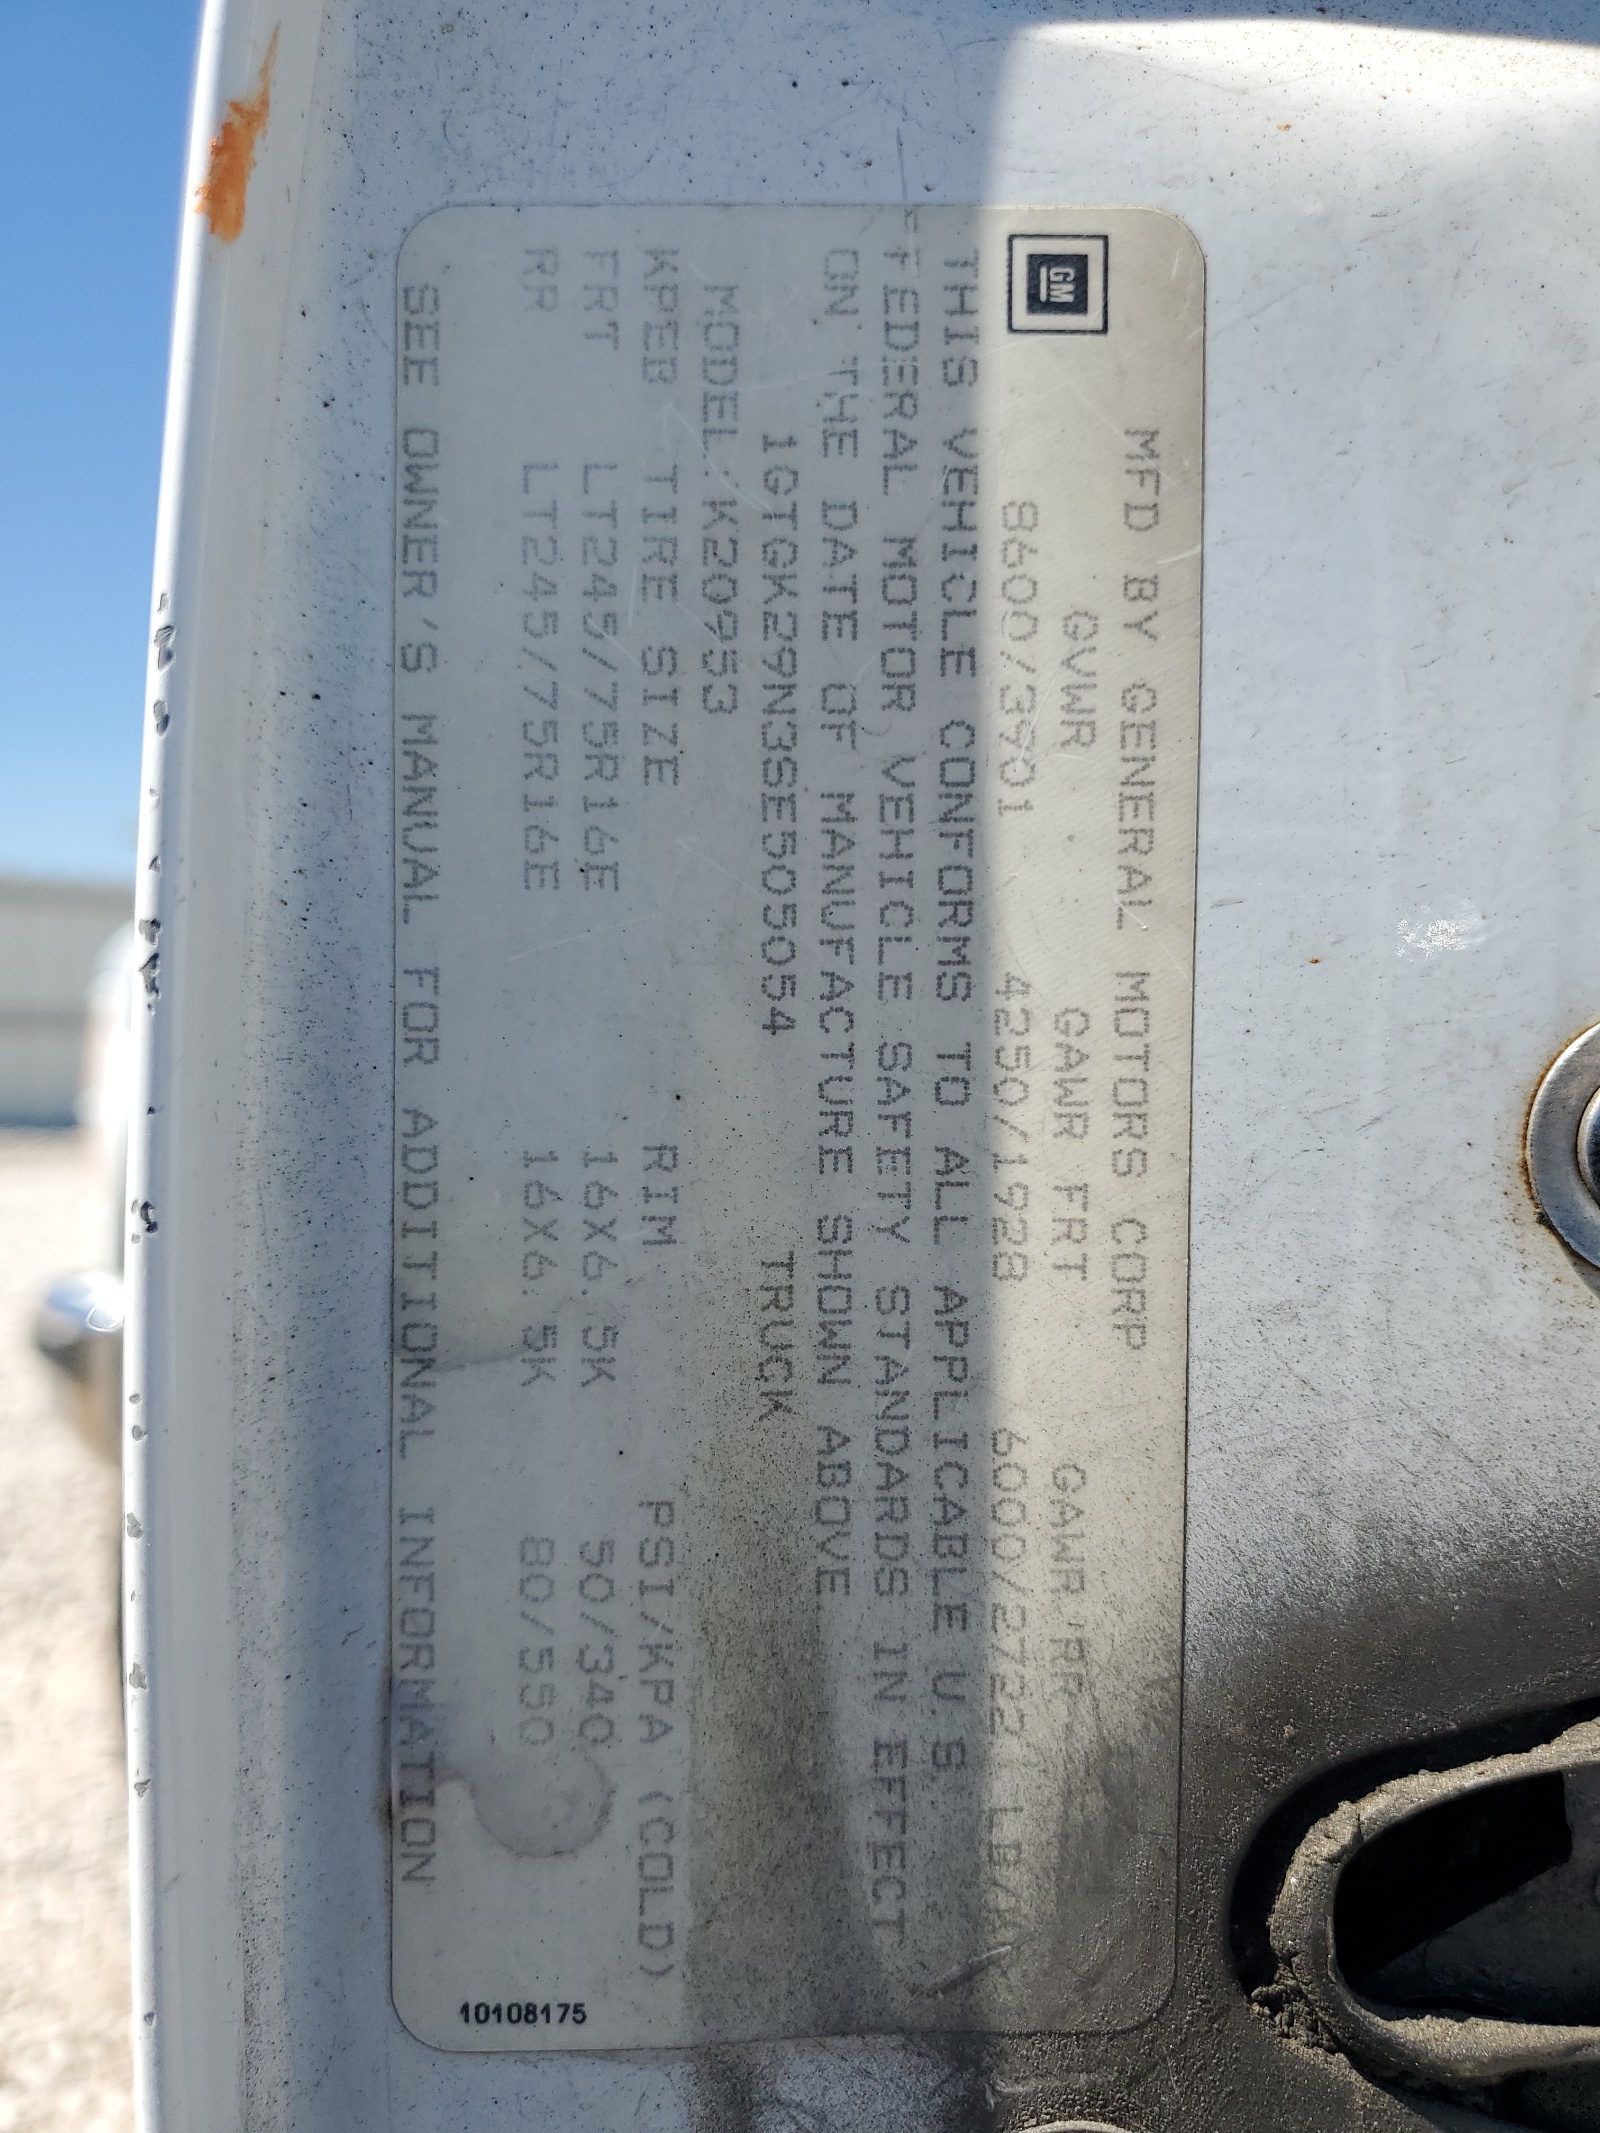 GM
MFD BY GENERAL MOTORS CORP
GVWR GAWR FRT GAWR RR
8600/3901 4250/1928 6000/2722
THIS VEHICLE CONFORMS TO ALL APPLICABLE U.S.
FEDERAL MOTOR VEHICLE SAFETY STANDARDS IN EFFECT
ON THE DATE OF MANUFACTURE SHOWN ABOVE
1GTGK29N3SE505054 TRUCK
MODEL: K20953
KPEB TIRE SIZE RIM PSI/KPA (COLD)
FRT LT245/75R16E 16X6.5K 50/340
RR LT245/75R16E 16X6.5K 80/550
SEE OWNER'S MANUAL FOR ADDITIONAL INFORMATION
10108175